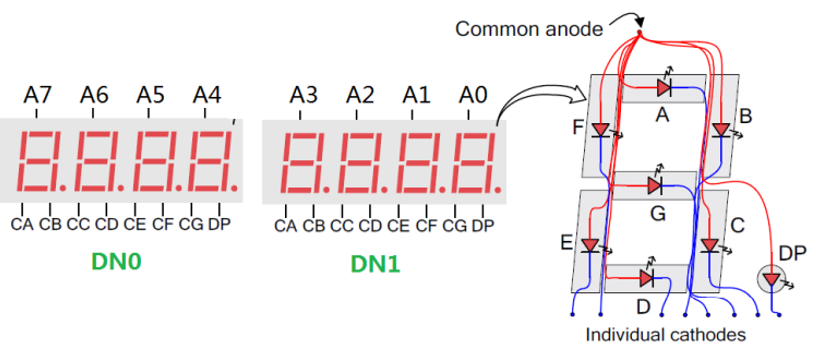 Common anode
A7 A6 A5 A4
A3 A2 A1 A0
A
B
F
G
E
C
DP
D
CA CB CC CD CE CF CG DP
CA CB CC CD CE CF CG DP
DN0
DN1
Individual cathodes